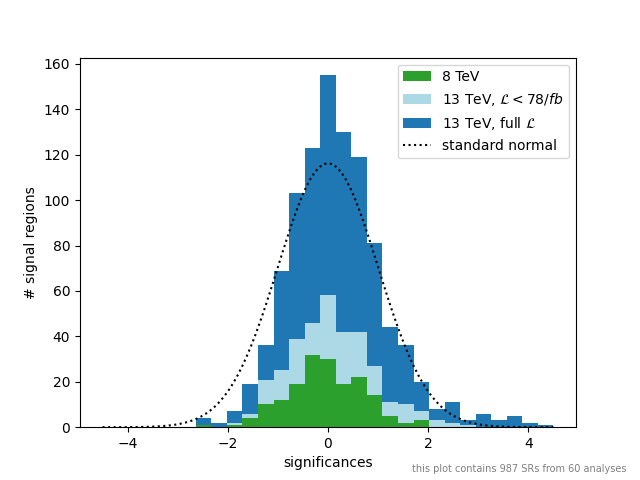 160
140
120
100
80
60
40
20
0
# signal regions
8 TeV
13 TeV, ℒ < 78/fb
13 TeV, full ℒ
standard normal
−4 −2 0 2 4
significances
this plot contains 987 SRs from 60 analyses